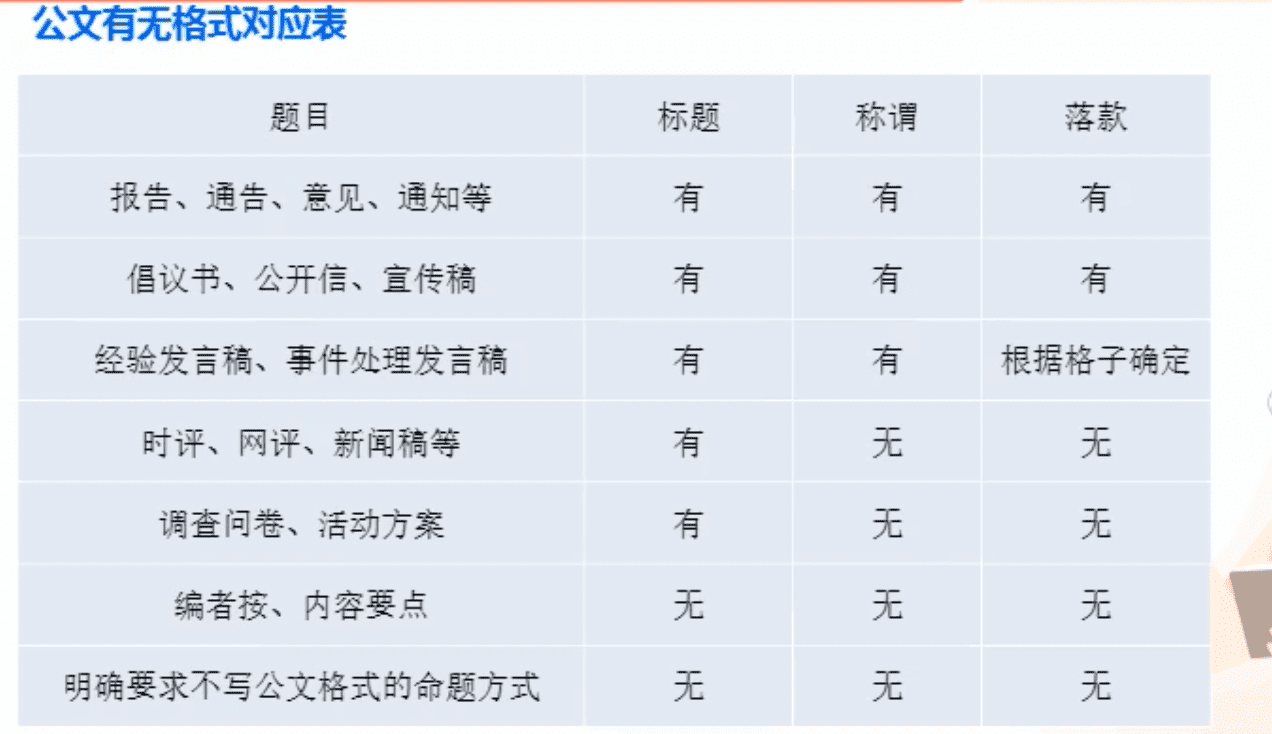 公文有无格式对应表
题目 标题 称谓 落款
报告、通告、意见、通知等 有 有 有
倡议书、公开信、宣传稿 有 有 有
经验发言稿、事件处理发言稿 有 有 根据格子确定
时评、网评、新闻稿等 有 无 无
调查问卷、活动方案 有 无 无
编者按、内容要点 无 无 无
明确要求不写公文格式的命题方式 无 无 无